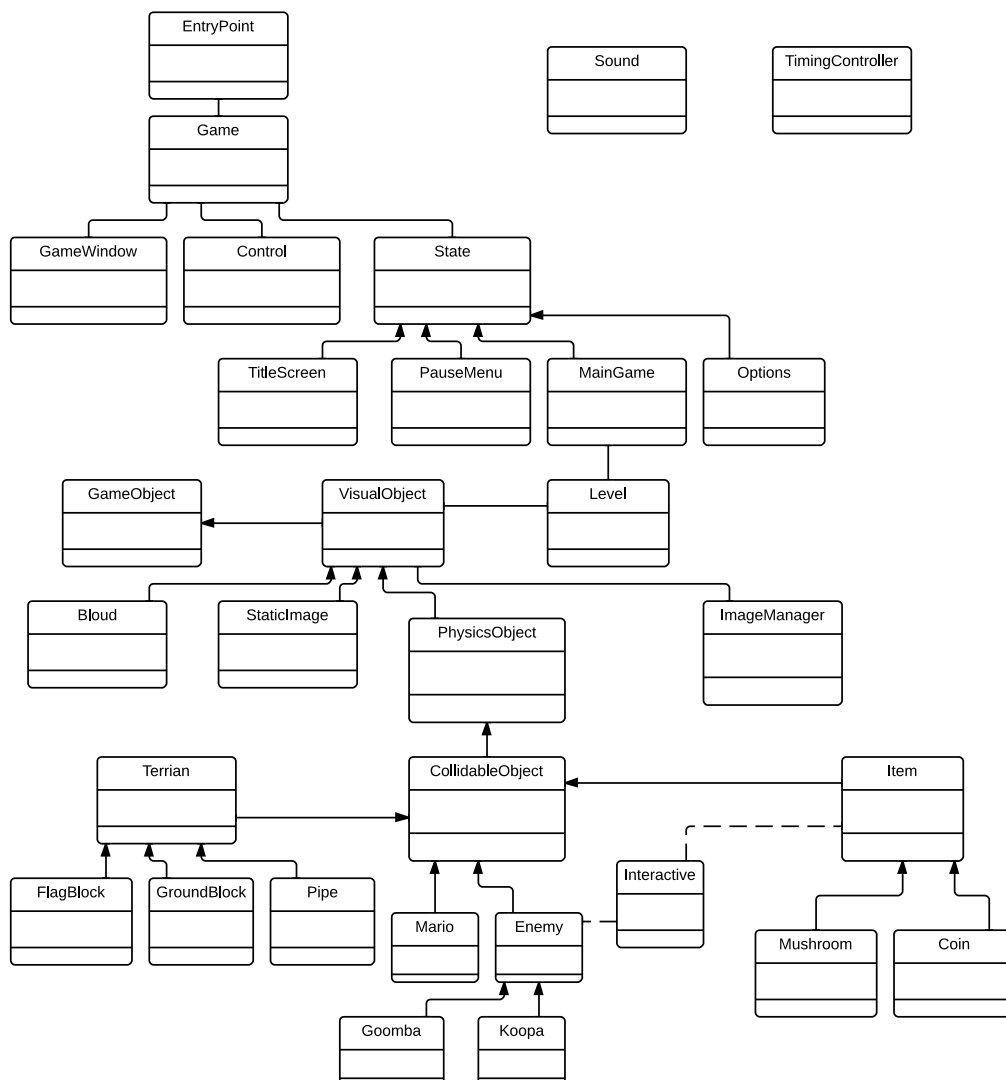 EntryPoint
Sound
TimingController
Game
GameWindow
Control
State
TitleScreen
PauseMenu
MainGame
Options
GameObject
VisualObject
Level
Bloud
StaticImage
PhysicsObject
ImageManager
Terrian
CollidableObject
Item
FlagBlock
GroundBlock
Pipe
Interactive
Mario
Enemy
Mushroom
Coin
Goomba
Koopa